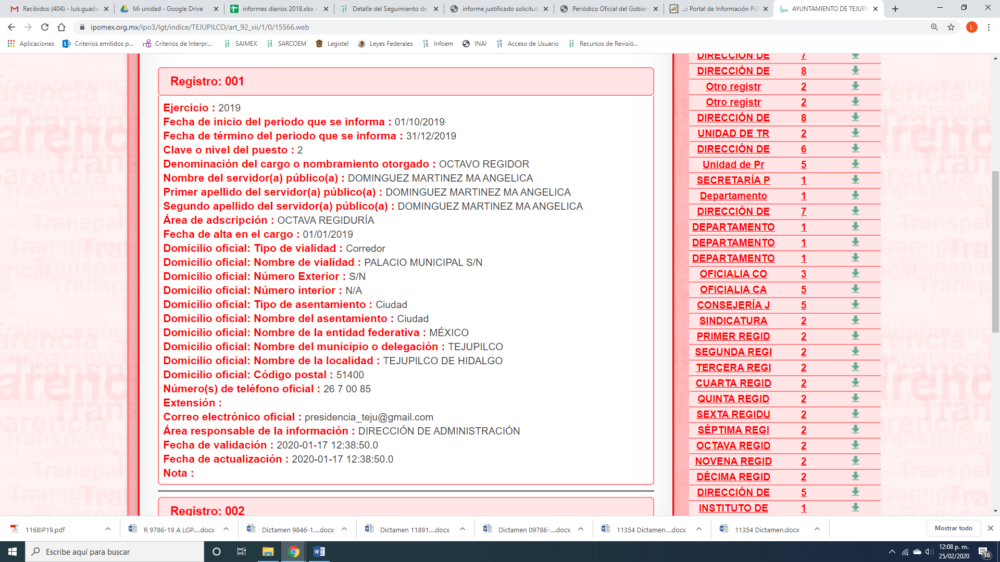 Recibidos (404) - luis.guada
Mi unidad - Google Drive
informes diarios 2018.xlsx -
Detalle del Seguimiento de
informe justificado solicitud
Periódico Oficial del Gobier
..:: Portal de Información Pú
AYUNTAMIENTO DE TEJUPI
ipomex.org.mx/ipo3/lgt/indice/TEJUPILCO/art_92_vii/1/0/15566.web
L
Aplicaciones
Criterios emitidos p...
Criterios de Interpr...
SAIMEX
SARCOEM
Legistel
Leyes Federales
Infoem
INAI
Acceso de Usuario
Recursos de Revisió...
Registro: 001
Ejercicio : 2019
Fecha de inicio del periodo que se informa : 01/10/2019
Fecha de término del periodo que se informa : 31/12/2019
Clave o nivel del puesto : 2
Denominación del cargo o nombramiento otorgado : OCTAVO REGIDOR
Nombre del servidor(a) público(a) : DOMINGUEZ MARTINEZ MA ANGELICA
Primer apellido del servidor(a) público(a) : DOMINGUEZ MARTINEZ MA ANGELICA
Segundo apellido del servidor(a) público(a) : DOMINGUEZ MARTINEZ MA ANGELICA
Área de adscripción : OCTAVA REGIDURÍA
Fecha de alta en el cargo : 01/01/2019
Domicilio oficial: Tipo de vialidad : Corredor
Domicilio oficial: Nombre de vialidad : PALACIO MUNICIPAL S/N
Domicilio oficial: Número Exterior : S/N
Domicilio oficial: Número interior : N/A
Domicilio oficial: Tipo de asentamiento : Ciudad
Domicilio oficial: Nombre del asentamiento : Ciudad
Domicilio oficial: Nombre de la entidad federativa : MÉXICO
Domicilio oficial: Nombre del municipio o delegación : TEJUPILCO
Domicilio oficial: Nombre de la localidad : TEJUPILCO DE HIDALGO
Domicilio oficial: Código postal : 51400
Número(s) de teléfono oficial : 26 7 00 85
Extensión :
Correo electrónico oficial : presidencia_teju@gmail.com
Área responsable de la información : DIRECCIÓN DE ADMINISTRACIÓN
Fecha de validación : 2020-01-17 12:38:50.0
Fecha de actualización : 2020-01-17 12:38:50.0
Nota :
Registro: 002
DIRECCIÓN DE 7
DIRECCIÓN DE 8
Otro registr 2
Otro registr 2
DIRECCIÓN DE 8
UNIDAD DE TR 2
DIRECCIÓN DE 6
Unidad de Pr 5
SECRETARÍA P 1
Departamento 1
DIRECCIÓN DE 7
DEPARTAMENTO 1
DEPARTAMENTO 1
DEPARTAMENTO 1
OFICIALIA CO 3
OFICIALIA CA 5
CONSEJERÍA J 5
SINDICATURA 2
PRIMER REGID 2
SEGUNDA REGI 2
TERCERA REGI 2
CUARTA REGID 2
QUINTA REGID 2
SEXTA REGIDU 2
SÉPTIMA REGI 2
OCTAVA REGID 2
NOVENA REGID 2
DÉCIMA REGID 2
DIRECCIÓN DE 5
INSTITUTO DE 1
1168IP19.pdf
R 9786-19 A LGP....docx
Dictamen 9846-1....docx
Dictamen 11891....docx
Dictamen 09786-....docx
11354 Dictamen....docx
11354 Dictamen.docx
Mostrar todo
Escribe aquí para buscar
12:08 p. m.
25/02/2020
36